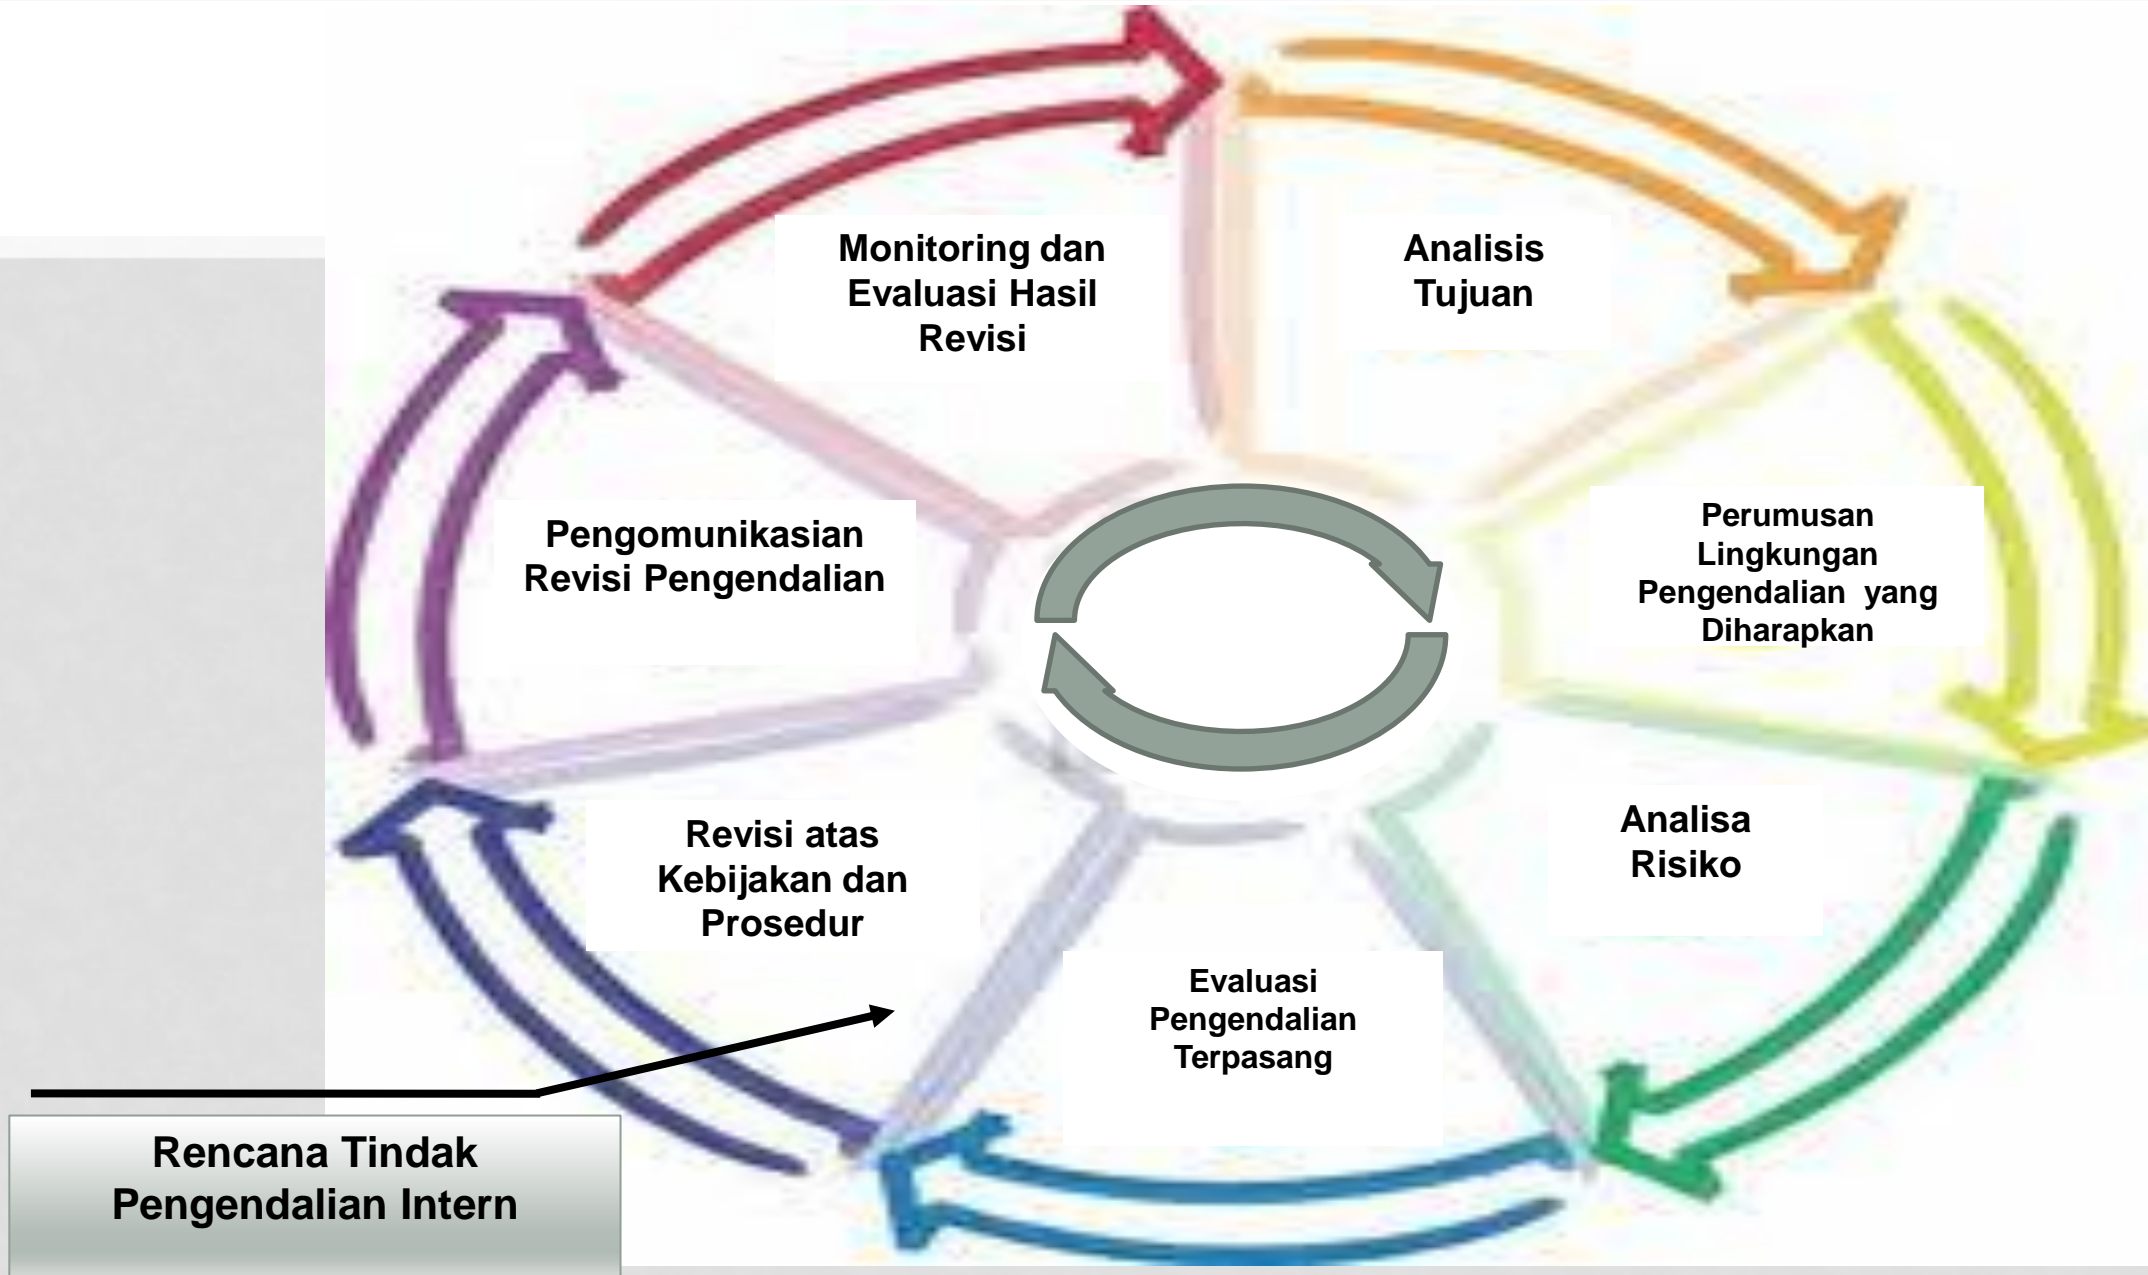 Monitoring dan
Evaluasi Hasil
Revisi
Analisis
Tujuan
Perumusan
Lingkungan
Pengendalian yang
Diharapkan
Pengomunikasian
Revisi Pengendalian
Analisa
Risiko
Revisi atas
Kebijakan dan
Prosedur
Evaluasi
Pengendalian
Terpasang
Rencana Tindak
Pengendalian Intern